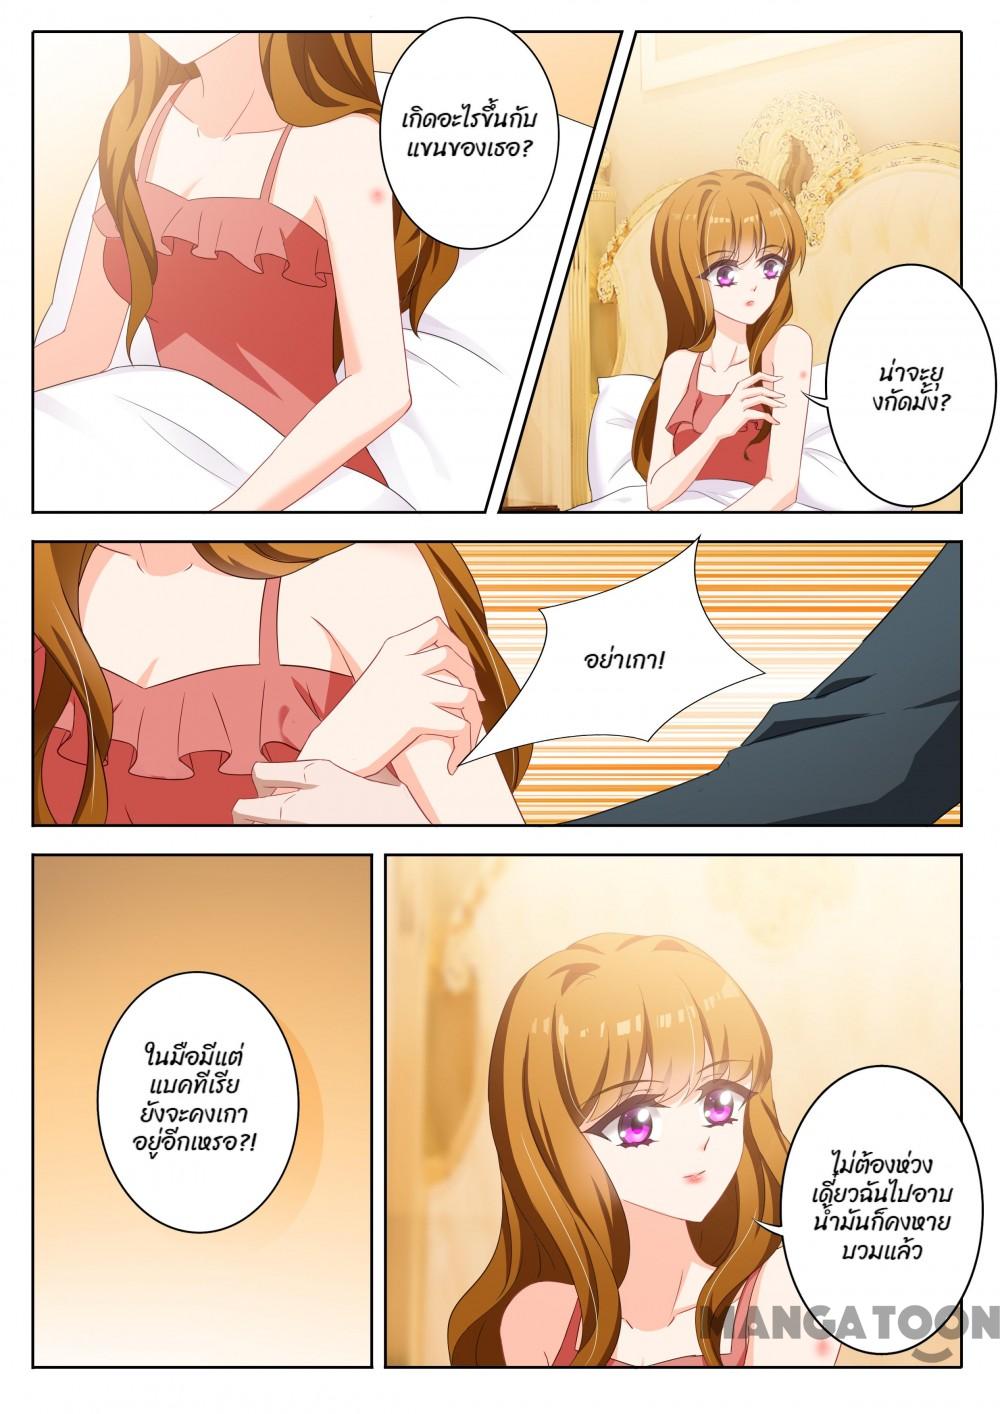 เกิดอะไรขึ้นกับ
แขนของเธอ?
น่าจะยุ
งกัดมั้ง?
อย่าเกา!
ในมือมีแต่
แบคทีเรีย
ยังจะคงเกา
อยู่อีกเหรอ?!
ไม่ต้องห่วง
เดี๋ยวฉันไปอาบ
น้ำมันก็คงหาย
บวมแล้ว
MANGATOON